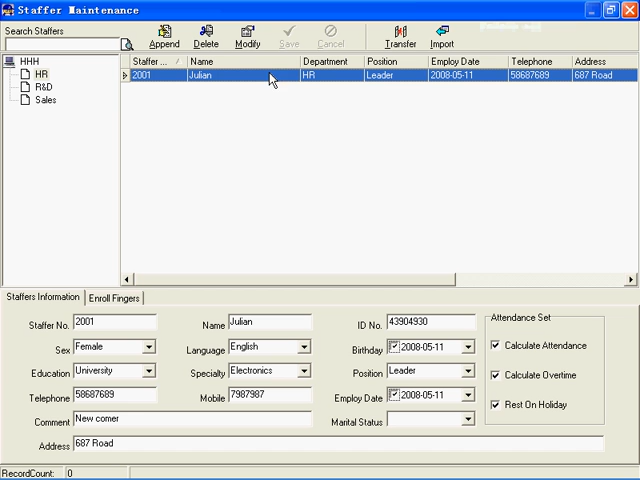 Staffer Maintenance
Search Staffers
Append Delete Modify Save Cancel Transfer Import
HHH
HR
R&D
Sales
Staffer ... Name Department Position Employ Date Telephone Address
2001 Julian HR Leader 2008-05-11 58687689 687 Road
Staffers Information Enroll Fingers
Staffer No. 2001 Name Julian ID No. 43904930 Attendance Set
Sex Female Language English Birthday 2008-05-11 Calculate Attendance
Education University Specialty Electronics Position Leader Calculate Overtime
Telephone 58687689 Mobile 7987987 Employ Date 2008-05-11 Rest On Holiday
Comment New comer Marital Status
Address 687 Road
RecordCount: 0